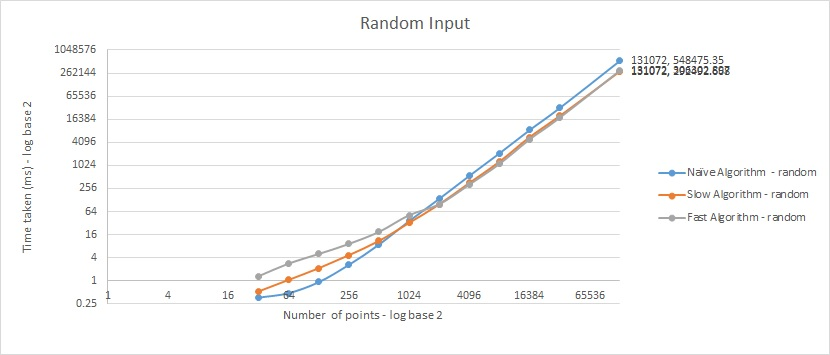 Random Input
1048576
262144
65536
16384
4096
1024
256
64
16
4
1
0.25
Time taken (ms) - log base 2
131072, 548475.35
131072,
1 4 16 64 256 1024 4096 16384 65536
Number of points - log base 2
Naïve Algorithm - random
Slow Algorithm - random
Fast Algorithm - random